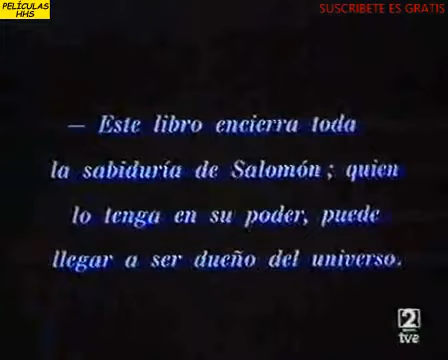 PELÍCULAS
HHS
SUSCRIBETE ES GRATIS
— Este libro encierra toda
la sabiduría de Salomón; quien
lo tenga en su poder, puede
llegar a ser dueño del universo.
2
tve